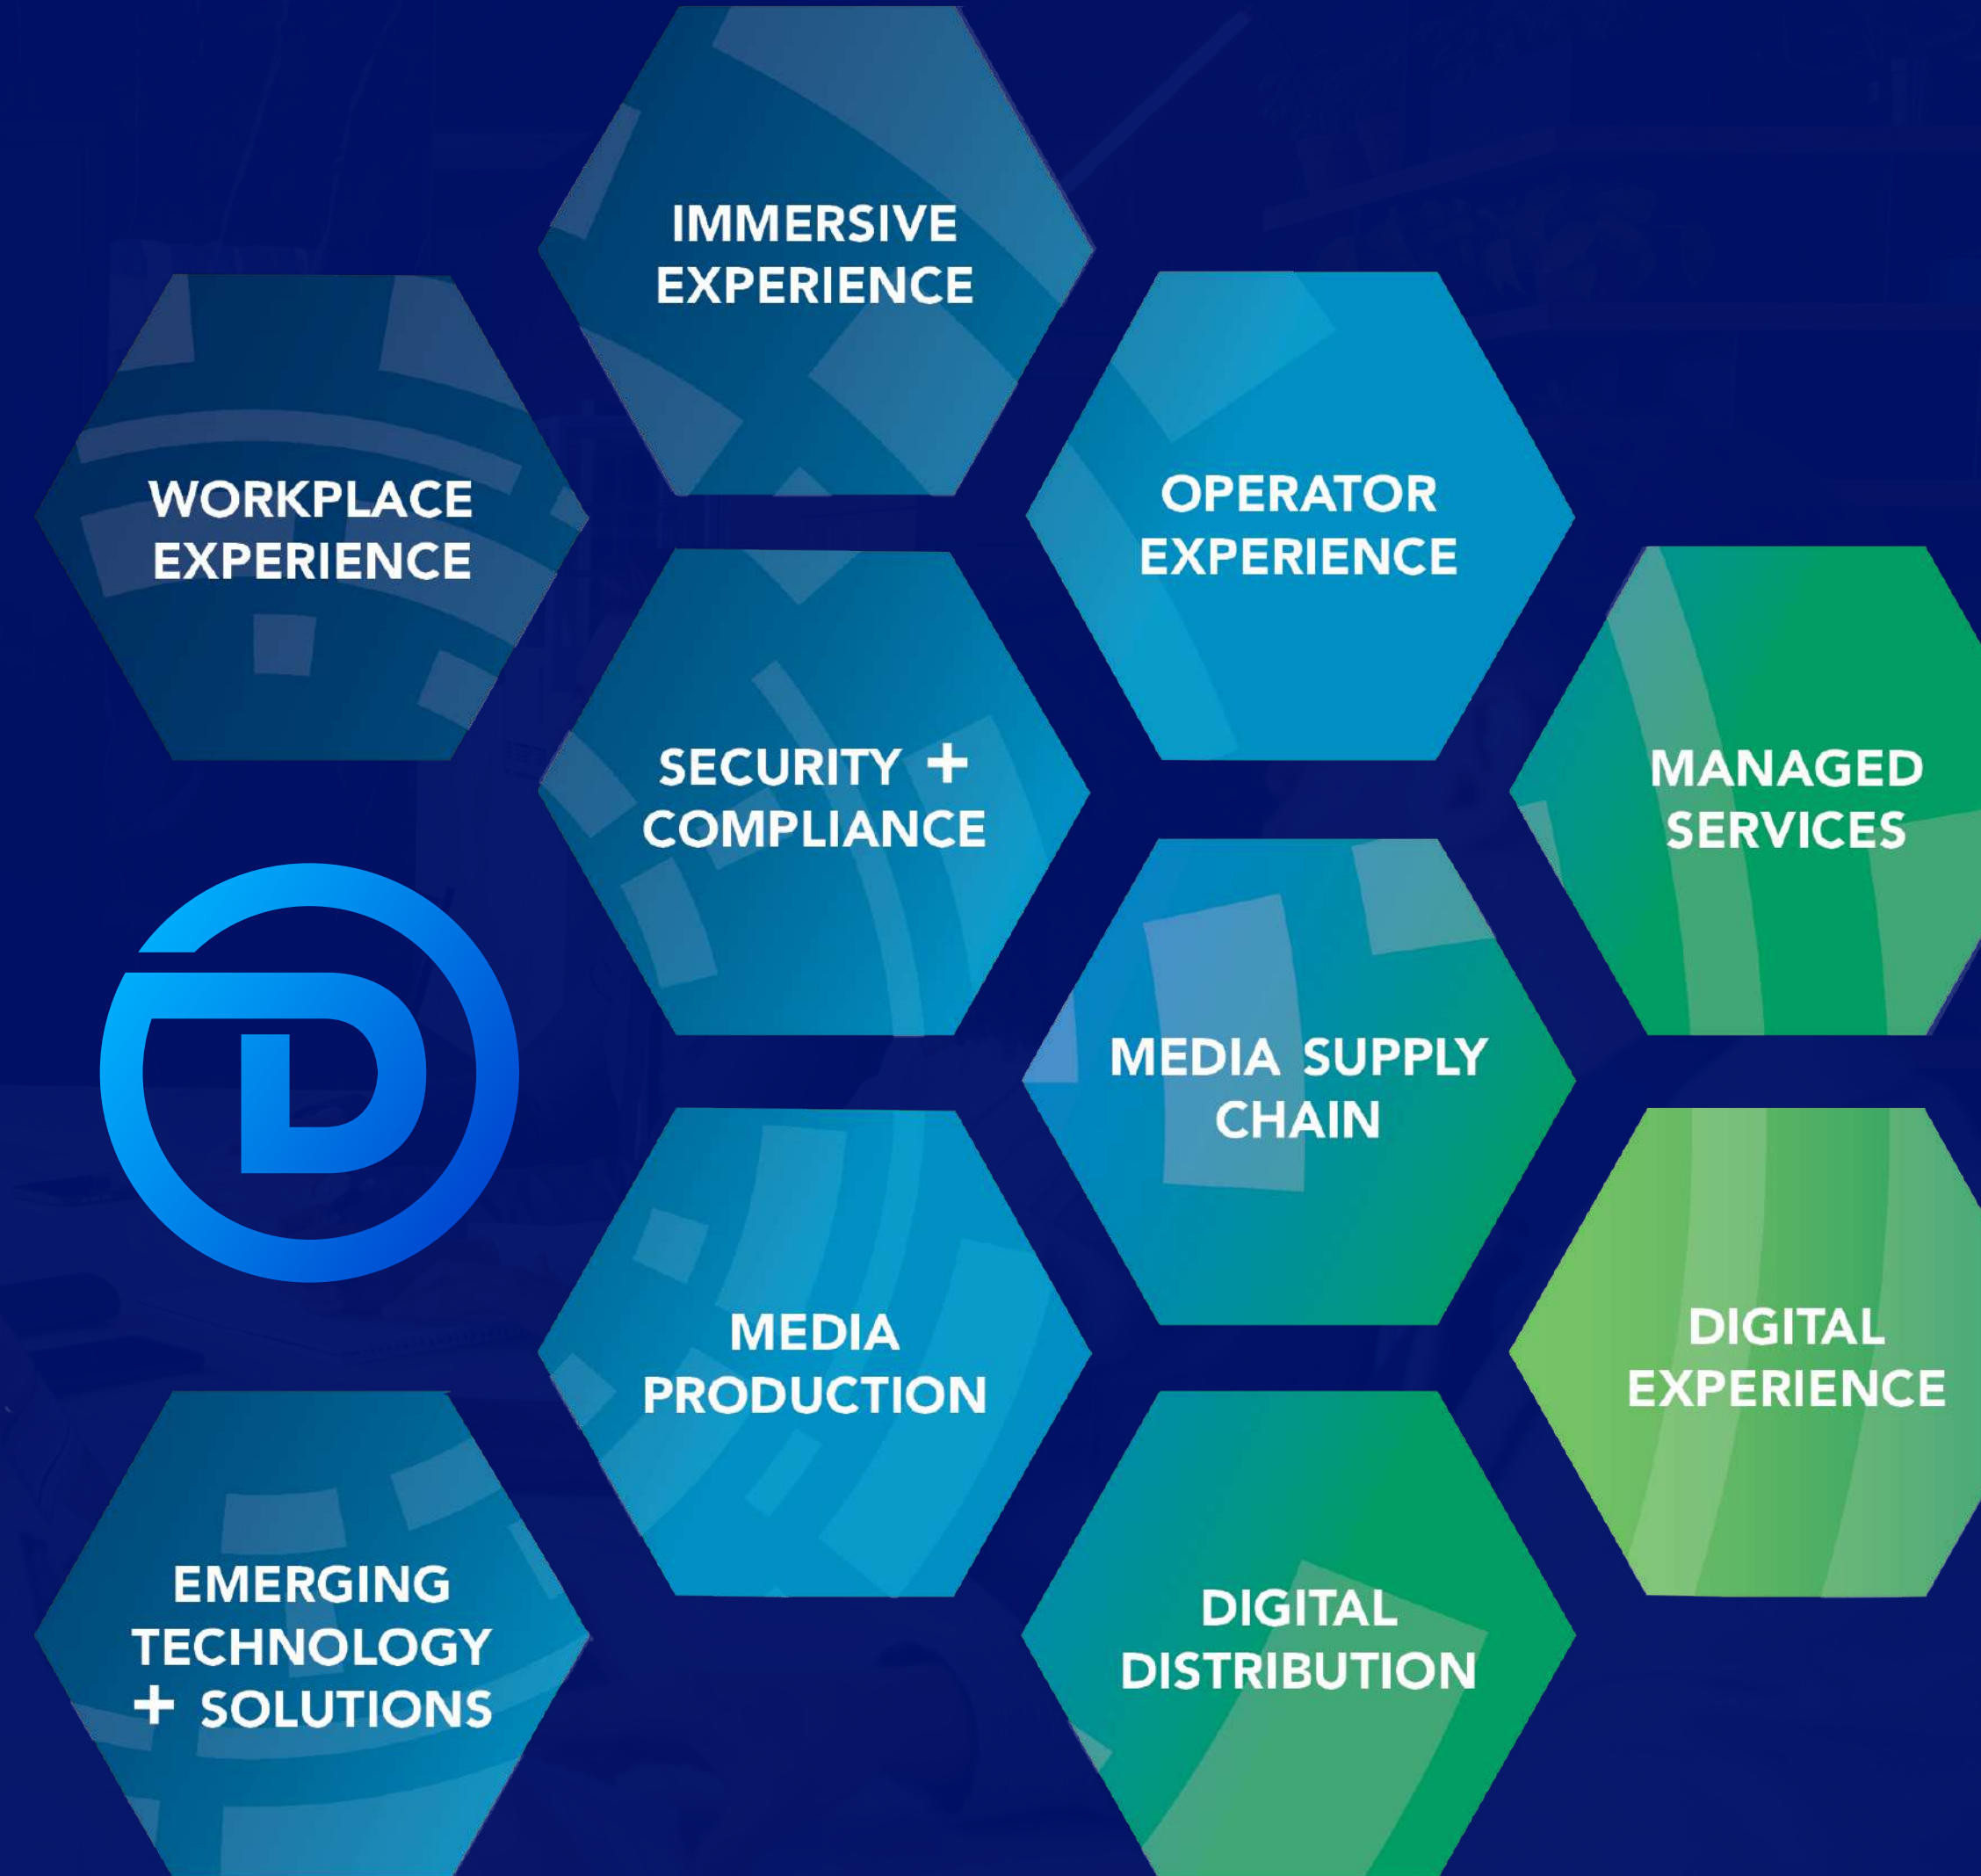 IMMERSIVE
EXPERIENCE
WORKPLACE
EXPERIENCE
OPERATOR
EXPERIENCE
SECURITY +
COMPLIANCE
MANAGED
SERVICES
MEDIA SUPPLY
CHAIN
MEDIA
PRODUCTION
DIGITAL
EXPERIENCE
EMERGING
TECHNOLOGY
+ SOLUTIONS
DIGITAL
DISTRIBUTION